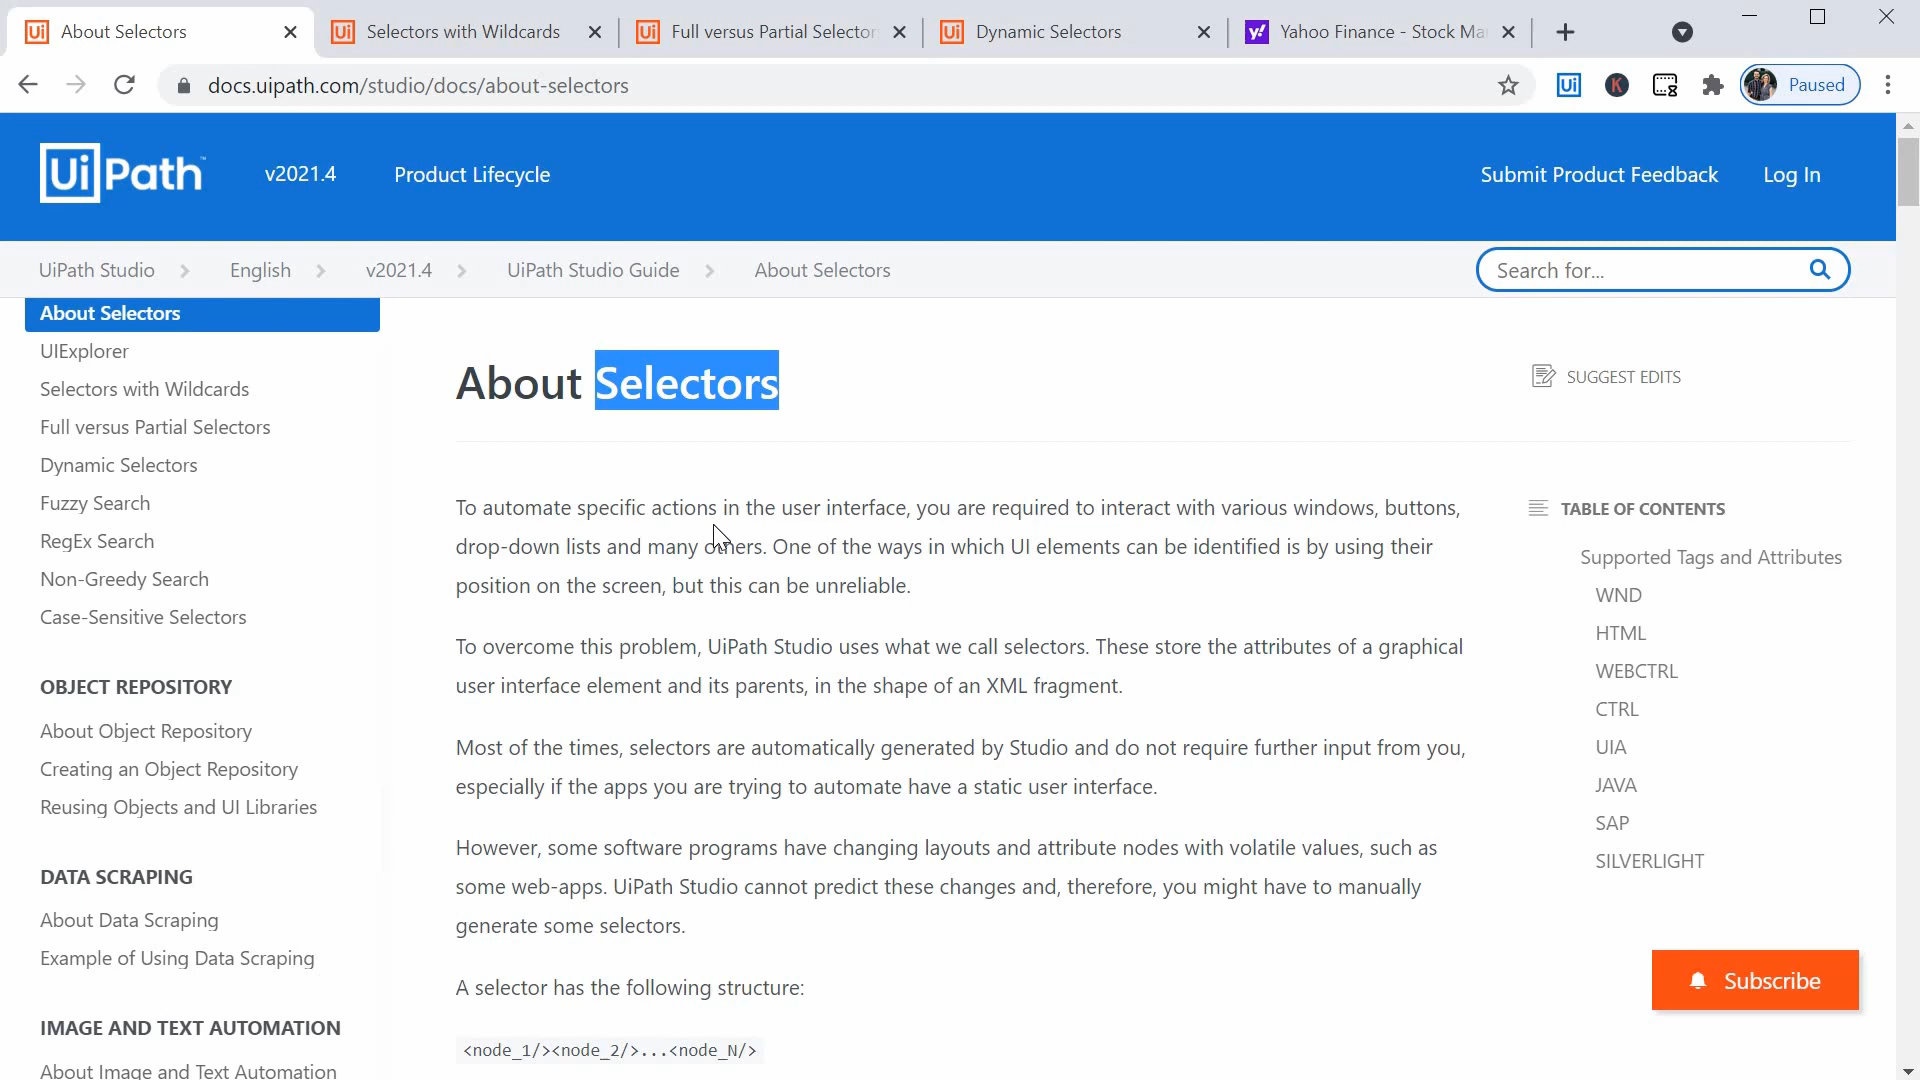 About Selectors
Selectors with Wildcards
Full versus Partial Selector
Dynamic Selectors
Yahoo Finance - Stock Ma
docs.uipath.com/studio/docs/about-selectors
Ui
K
Paused
UiPath
v2021.4
Product Lifecycle
Submit Product Feedback
Log In
UiPath Studio
English
v2021.4
UiPath Studio Guide
About Selectors
Search for...
About Selectors
UIExplorer
Selectors with Wildcards
Full versus Partial Selectors
Dynamic Selectors
Fuzzy Search
RegEx Search
Non-Greedy Search
Case-Sensitive Selectors
OBJECT REPOSITORY
About Object Repository
Creating an Object Repository
Reusing Objects and UI Libraries
DATA SCRAPING
About Data Scraping
Example of Using Data Scraping
IMAGE AND TEXT AUTOMATION
About Image and Text Automation
About Selectors
SUGGEST EDITS
To automate specific actions in the user interface, you are required to interact with various windows, buttons,
drop-down lists and many others. One of the ways in which UI elements can be identified is by using their
position on the screen, but this can be unreliable.
To overcome this problem, UiPath Studio uses what we call selectors. These store the attributes of a graphical
user interface element and its parents, in the shape of an XML fragment.
Most of the times, selectors are automatically generated by Studio and do not require further input from you,
especially if the apps you are trying to automate have a static user interface.
However, some software programs have changing layouts and attribute nodes with volatile values, such as
some web-apps. UiPath Studio cannot predict these changes and, therefore, you might have to manually
generate some selectors.
A selector has the following structure:
<node_1/><node_2/>...<node_N/>
TABLE OF CONTENTS
Supported Tags and Attributes
WND
HTML
WEBCTRL
CTRL
UIA
JAVA
SAP
SILVERLIGHT
Subscribe